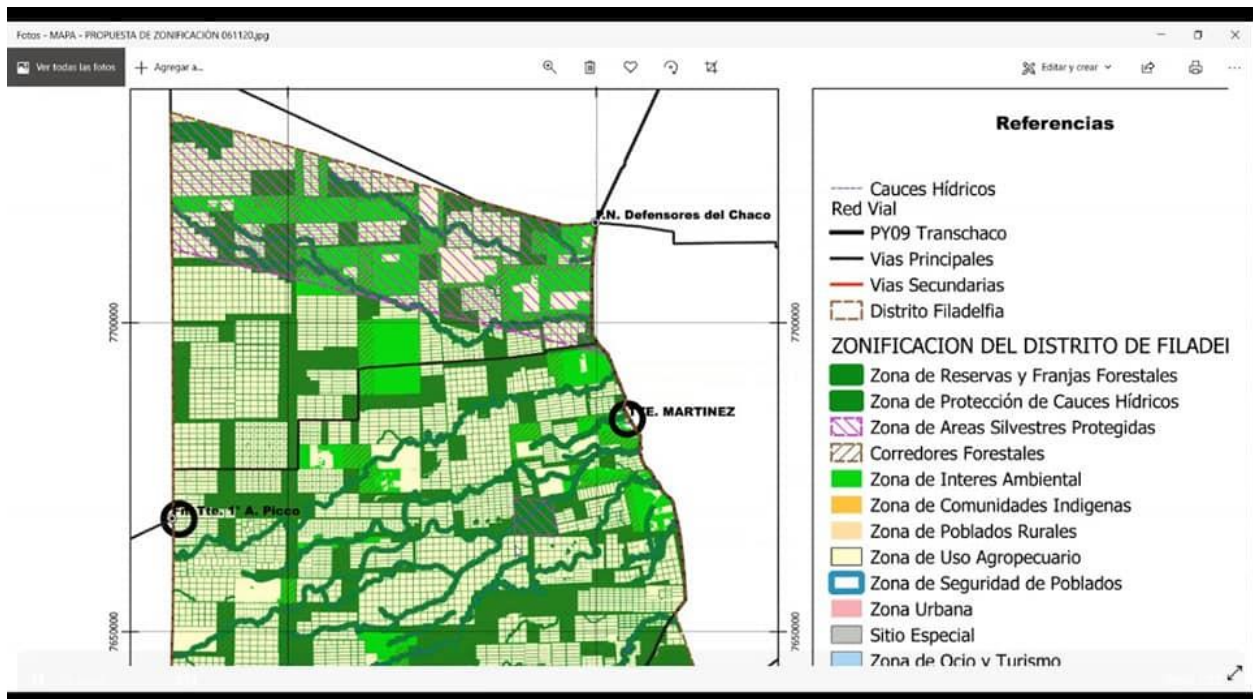 Fotos - MAPA - PROPUESTA DE ZONIFICACIÓN 061120.jpg
Ver todas las fotos
Agregar a...
Editar y crear
Referencias
Cauces Hídricos
Red Vial
PY09 Transchaco
Vias Principales
Vias Secundarias
Distrito Filadelfia
ZONIFICACION DEL DISTRITO DE FILADEI
Zona de Reservas y Franjas Forestales
Zona de Protección de Cauces Hídricos
Zona de Areas Silvestres Protegidas
Corredores Forestales
Zona de Interes Ambiental
Zona de Comunidades Indigenas
Zona de Poblados Rurales
Zona de Uso Agropecuario
Zona de Seguridad de Poblados
Zona Urbana
Sitio Especial
Zona de Ocio y Turismo
P.N. Defensores del Chaco
TTE. MARTINEZ
Tte. 1° A. Picco
7700000
7700000
7650000
7650000